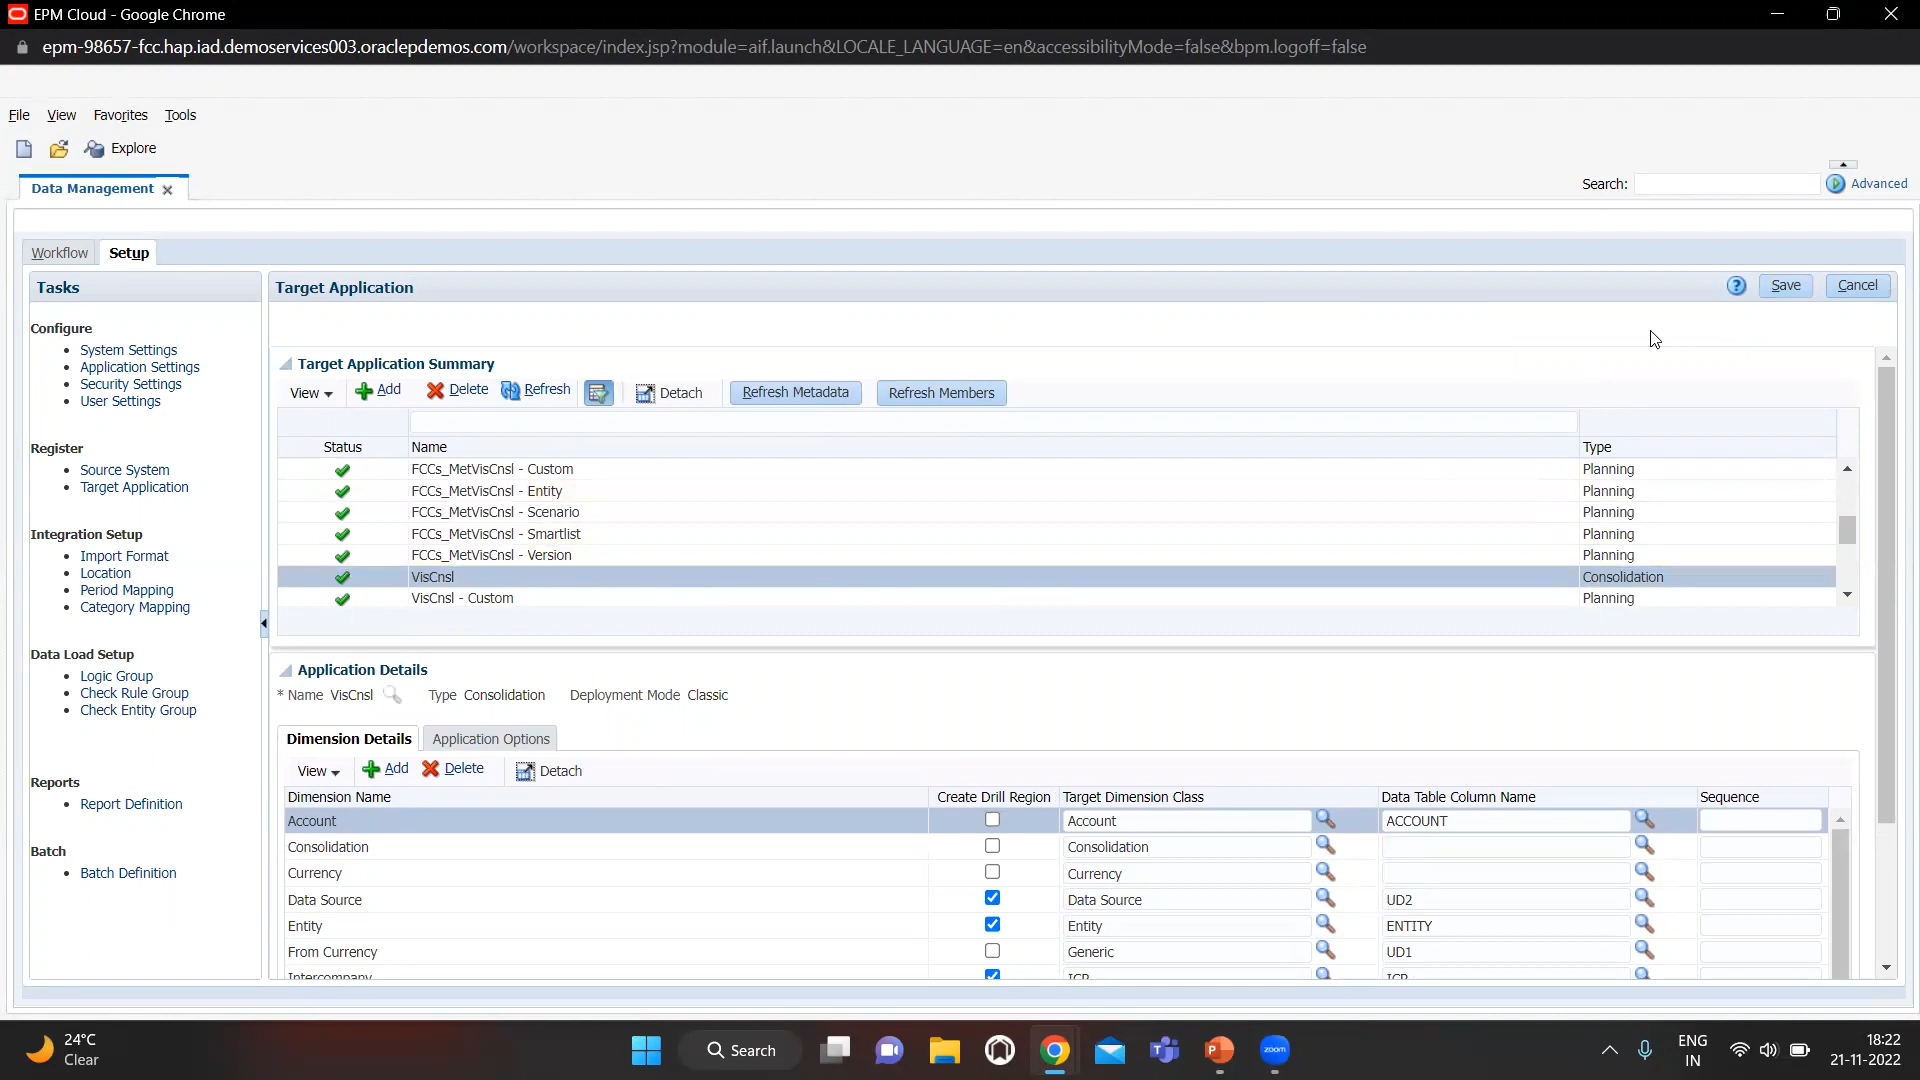 EPM Cloud - Google Chrome
epm-98657-fcc.hap.iad.demoservices003.oraclepdemos.com/workspace/index.jsp?module=aif.launch&LOCALE_LANGUAGE=en&accessibilityMode=false&bpm.logoff=false
File View Favorites Tools
Explore
Data Management
Search: Advanced
Workflow Setup
Tasks
Target Application
Save Cancel
Configure
System Settings
Application Settings
Security Settings
User Settings
Register
Source System
Target Application
Integration Setup
Import Format
Location
Period Mapping
Category Mapping
Data Load Setup
Logic Group
Check Rule Group
Check Entity Group
Reports
Report Definition
Batch
Batch Definition
Target Application Summary
View Add Delete Refresh Detach Refresh Metadata Refresh Members
Status Name Type
FCCs_MetVisCnsl - Custom Planning
FCCs_MetVisCnsl - Entity Planning
FCCs_MetVisCnsl - Scenario Planning
FCCs_MetVisCnsl - Smartlist Planning
FCCs_MetVisCnsl - Version Planning
VisCnsl Consolidation
VisCnsl - Custom Planning
Application Details
* Name VisCnsl Type Consolidation Deployment Mode Classic
Dimension Details Application Options
View Add Delete Detach
Dimension Name Create Drill Region Target Dimension Class Data Table Column Name Sequence
Account Account ACCOUNT
Consolidation Consolidation
Currency Currency
Data Source Data Source UD2
Entity Entity ENTITY
From Currency Generic UD1
Intercompany ICP ICP
24°C
Clear
Search
zoom
ENG
IN
18:22
21-11-2022